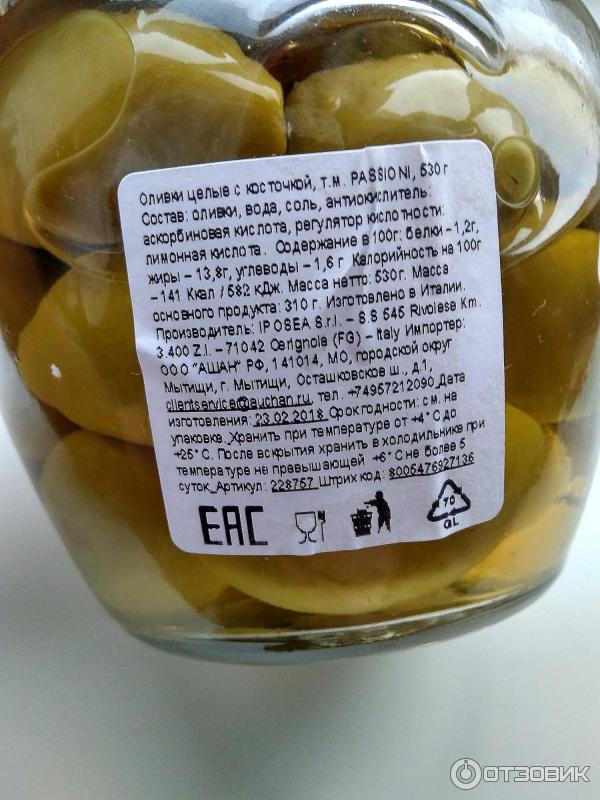 Оливки целые с косточкой, т.м. PASSIONI, 530 г
Состав: оливки, вода, соль, антиокислитель:
аскорбиновая кислота, регулятор кислотности:
лимонная кислота. Содержание в 100г: белки – 1,2г,
жиры – 13,8г, углеводы – 1,6 г Калорийность на 100г
– 141 Ккал / 582 кДж. Масса нетто: 530г. Масса
основного продукта: 310 г. Изготовлено в Италии.
Производитель: IPOSEA S.r.l. – S.S 545 Rivolese Km.
3,400 Z.I. – 71042 Cerignola (FG) – Italy Импортер:
ООО "АШАН" РФ, 141014, МО, городской округ
Мытищи, г. Мытищи, Осташковское ш., д.1,
clientservice@auchan.ru, тел. +74957212090 Дата
изготовления: 23.02.2018 Срок годности: см. на
упаковке. Хранить при температуре от +4° С до
+25° С. После вскрытия хранить в холодильнике при
температуре не превышающей +6° С не более 5
суток. Артикул: 228757 Штрих код: 8005476927136
EAC
70
GL
ОТЗОВИК